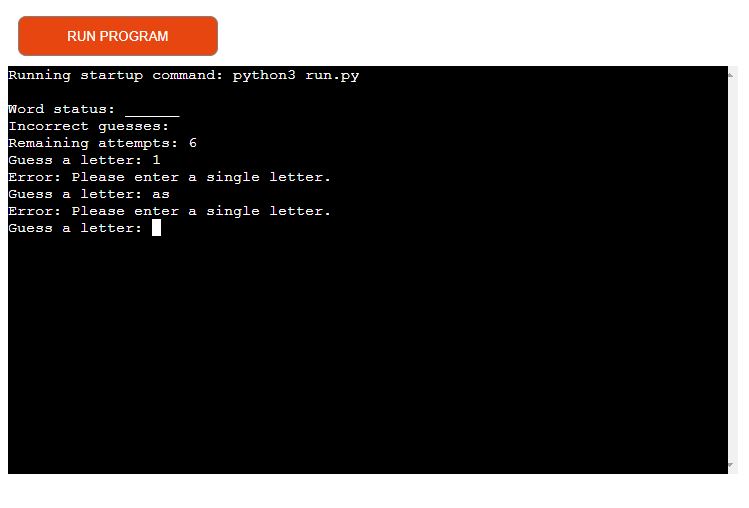 RUN PROGRAM
Running startup command: python3 run.py
Word status: ______
Incorrect guesses:
Remaining attempts: 6
Guess a letter: 1
Error: Please enter a single letter.
Guess a letter: as
Error: Please enter a single letter.
Guess a letter: